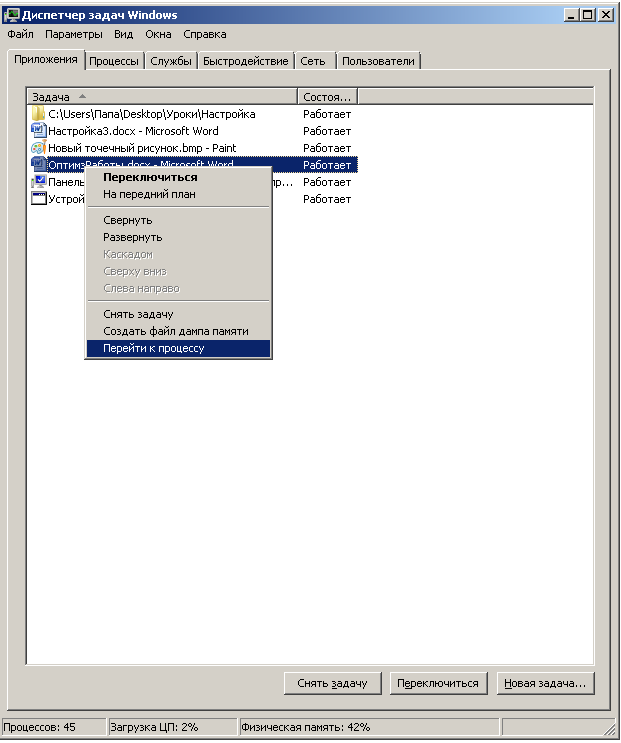 Диспетчер задач Windows
Файл Параметры Вид Окна Справка
Приложения Процессы Службы Быстродействие Сеть Пользователи
Задача Состоя...
C:\Users\Папа\Desktop\Уроки\Настройка Работает
Настройка3.docx - Microsoft Word Работает
Новый точечный рисунок.bmp - Paint Работает
ОптимРаботы.docx - Microsoft Word Работает
Панель р... Работает
Устрой Работает
Переключиться
На передний план
Свернуть
Развернуть
Каскадом
Сверху вниз
Слева направо
Снять задачу
Создать файл дампа памяти
Перейти к процессу
Снять задачу Переключиться Новая задача...
Процессов: 45 Загрузка ЦП: 2% Физическая память: 42%